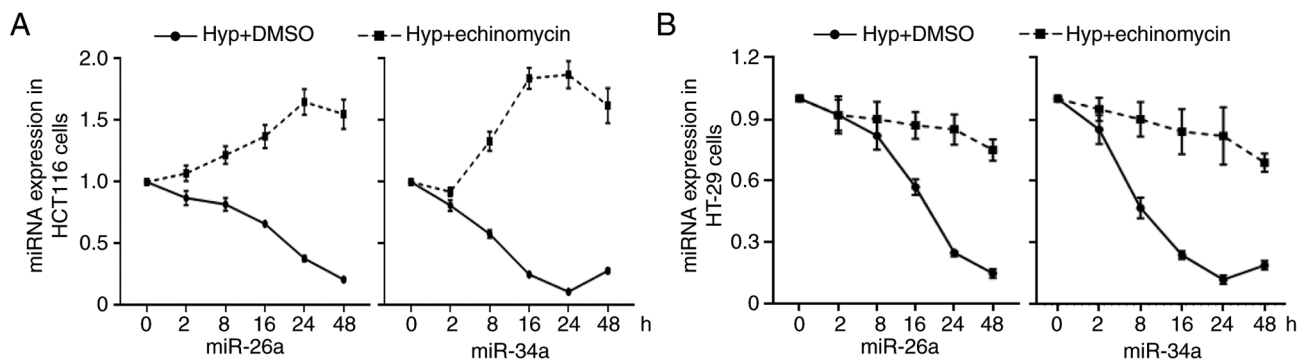 A
Hyp+DMSO Hyp+echinomycin
miRNA expression in
HCT116 cells
2.0
1.5
1.0
0.5
0
0 2 8 16 24 48
miR-26a
0 2 8 16 24 48 h
miR-34a
B
Hyp+DMSO Hyp+echinomycin
miRNA expression in
HT-29 cells
1.2
0.9
0.6
0.3
0
0 2 8 16 24 48
miR-26a
0 2 8 16 24 48 h
miR-34a